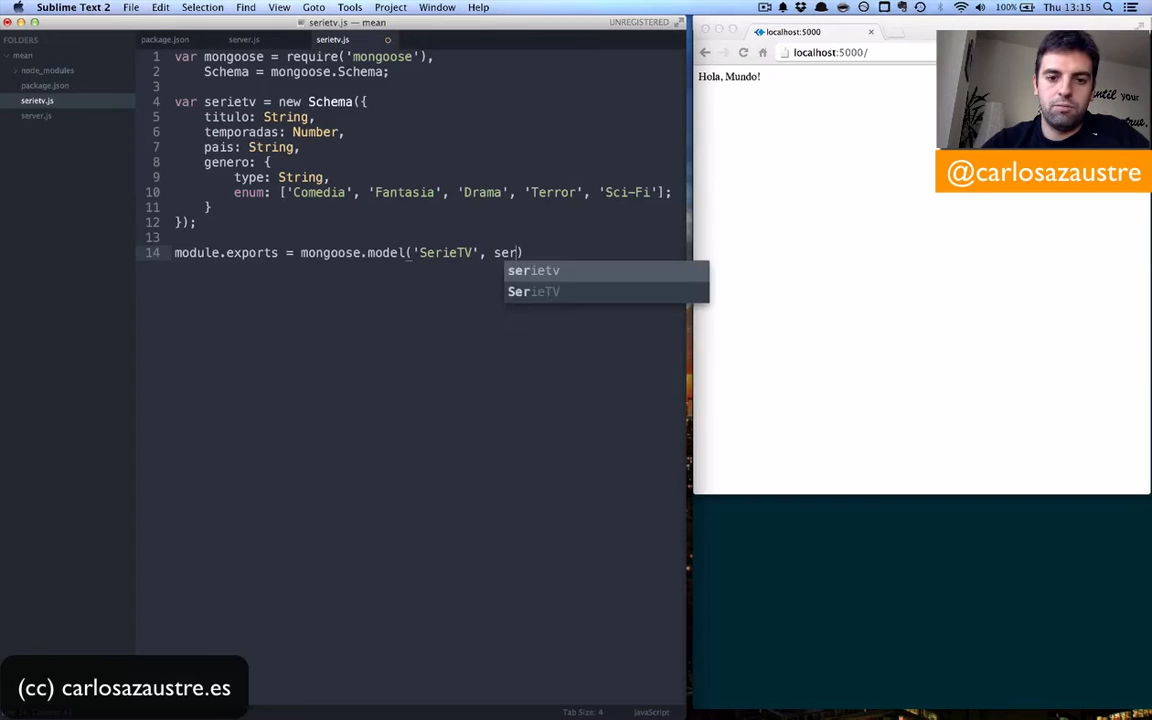 Sublime Text 2 File Edit Selection Find View Goto Tools Project Window Help 100% Thu 13:15
serietv.js — mean UNREGISTERED
FOLDERS
mean
node_modules
package.json
serietv.js
server.js
package.json server.js serietv.js
1 var mongoose = require('mongoose'),
2 Schema = mongoose.Schema;
3
4 var serietv = new Schema({
5 titulo: String,
6 temporadas: Number,
7 pais: String,
8 genero: {
9 type: String,
10 enum: ['Comedia', 'Fantasia', 'Drama', 'Terror', 'Sci-Fi'];
11 }
12 });
13
14 module.exports = mongoose.model('SerieTV', ser)
serietv
SerieTV
Tab Size: 4 JavaScript
localhost:5000
localhost:5000/
Hola, Mundo!
until your
true.
@carlosazaustre
(cc) carlosazaustre.es